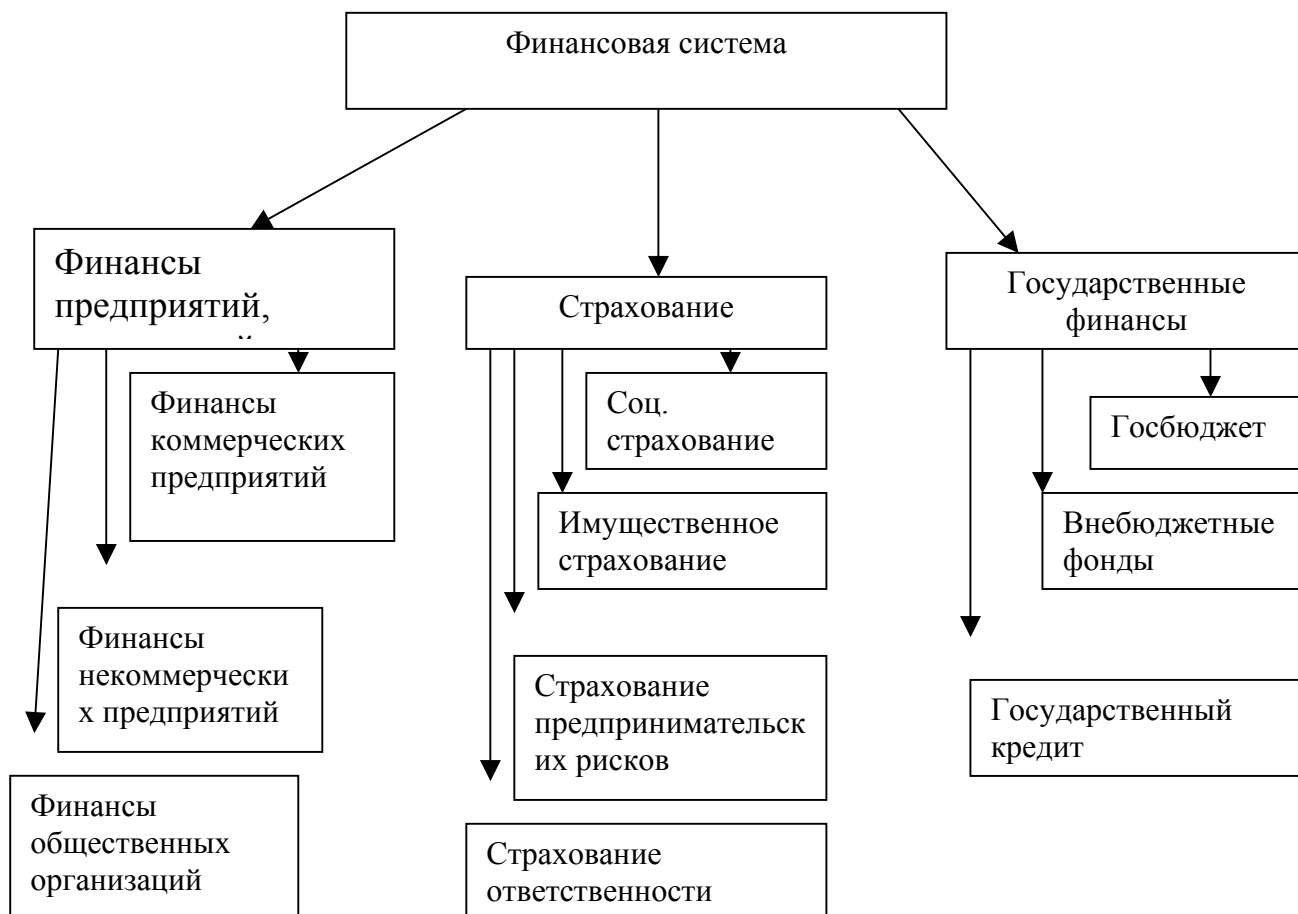 Финансовая система
Финансы
предприятий,
Финансы
коммерческих
предприятий
Финансы
некоммерчески
х предприятий
Финансы
общественных
организаций
Страхование
Соц.
страхование
Имущественное
страхование
Страхование
предпринимательск
их рисков
Страхование
ответственности
Государственные
финансы
Госбюджет
Внебюджетные
фонды
Государственный
кредит